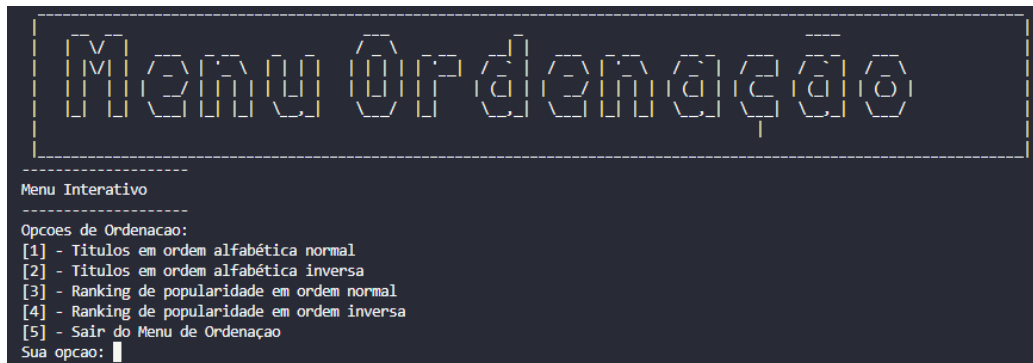 Menu Ordenação
--------------------
Menu Interativo
--------------------
Opcoes de Ordenacao:
[1] - Titulos em ordem alfabética normal
[2] - Titulos em ordem alfabética inversa
[3] - Ranking de popularidade em ordem normal
[4] - Ranking de popularidade em ordem inversa
[5] - Sair do Menu de Ordenaçao
Sua opcao: